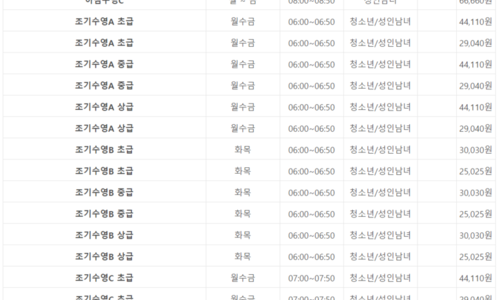 아침수영C 월 ~ 금 08:00~08:50 성인남녀 66,660원
조기수영A 초급 월수금 06:00~06:50 청소년/성인남녀 44,110원
조기수영A 초급 월수금 06:00~06:50 청소년/성인남녀 29,040원
조기수영A 중급 월수금 06:00~06:50 청소년/성인남녀 44,110원
조기수영A 중급 월수금 06:00~06:50 청소년/성인남녀 29,040원
조기수영A 상급 월수금 06:00~06:50 청소년/성인남녀 44,110원
조기수영A 상급 월수금 06:00~06:50 청소년/성인남녀 29,040원
조기수영B 초급 화목 06:00~06:50 청소년/성인남녀 30,030원
조기수영B 초급 화목 06:00~06:50 청소년/성인남녀 25,025원
조기수영B 중급 화목 06:00~06:50 청소년/성인남녀 30,030원
조기수영B 중급 화목 06:00~06:50 청소년/성인남녀 25,025원
조기수영B 상급 화목 06:00~06:50 청소년/성인남녀 30,030원
조기수영B 상급 화목 06:00~06:50 청소년/성인남녀 25,025원
조기수영C 초급 월수금 07:00~07:50 청소년/성인남녀 44,110원
조기수영C 초급 월수금 07:00~07:50 청소년/성인남녀 29,040원